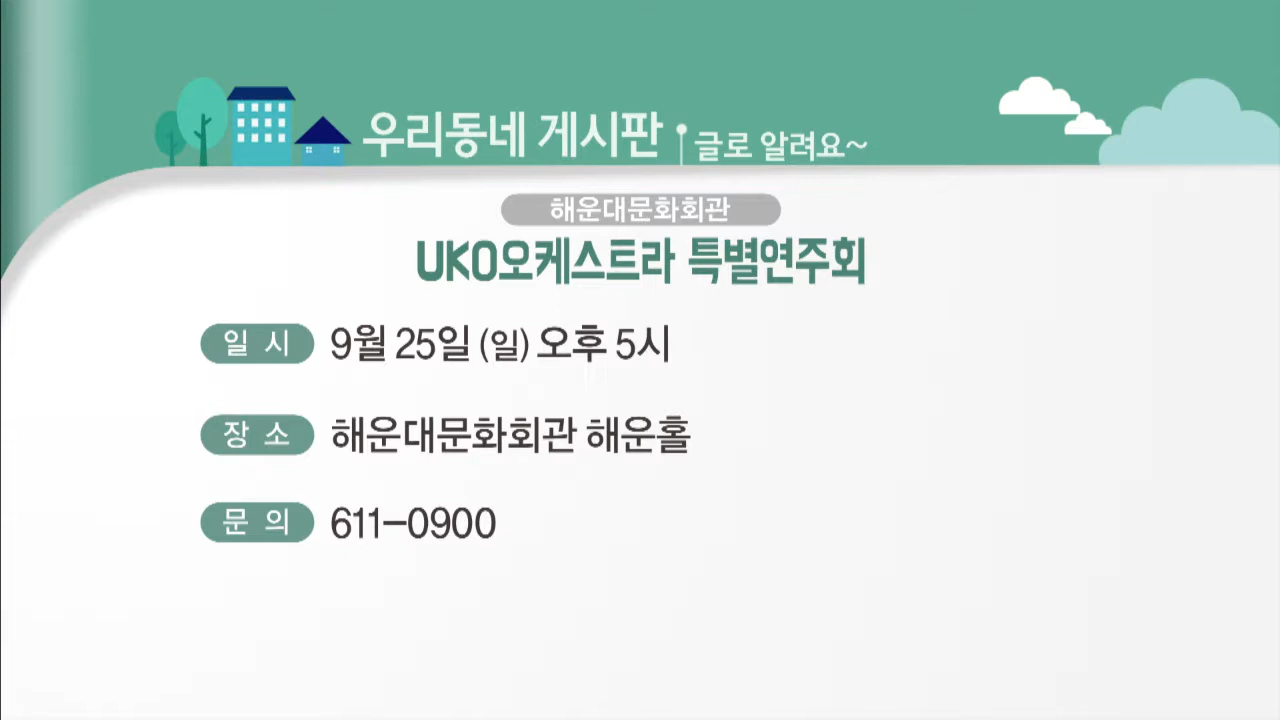 우리동네 게시판 글로 알려요~
해운대문화회관
UKO오케스트라 특별연주회
일 시 9월 25일 (일) 오후 5시
장 소 해운대문화회관 해운홀
문 의 611-0900